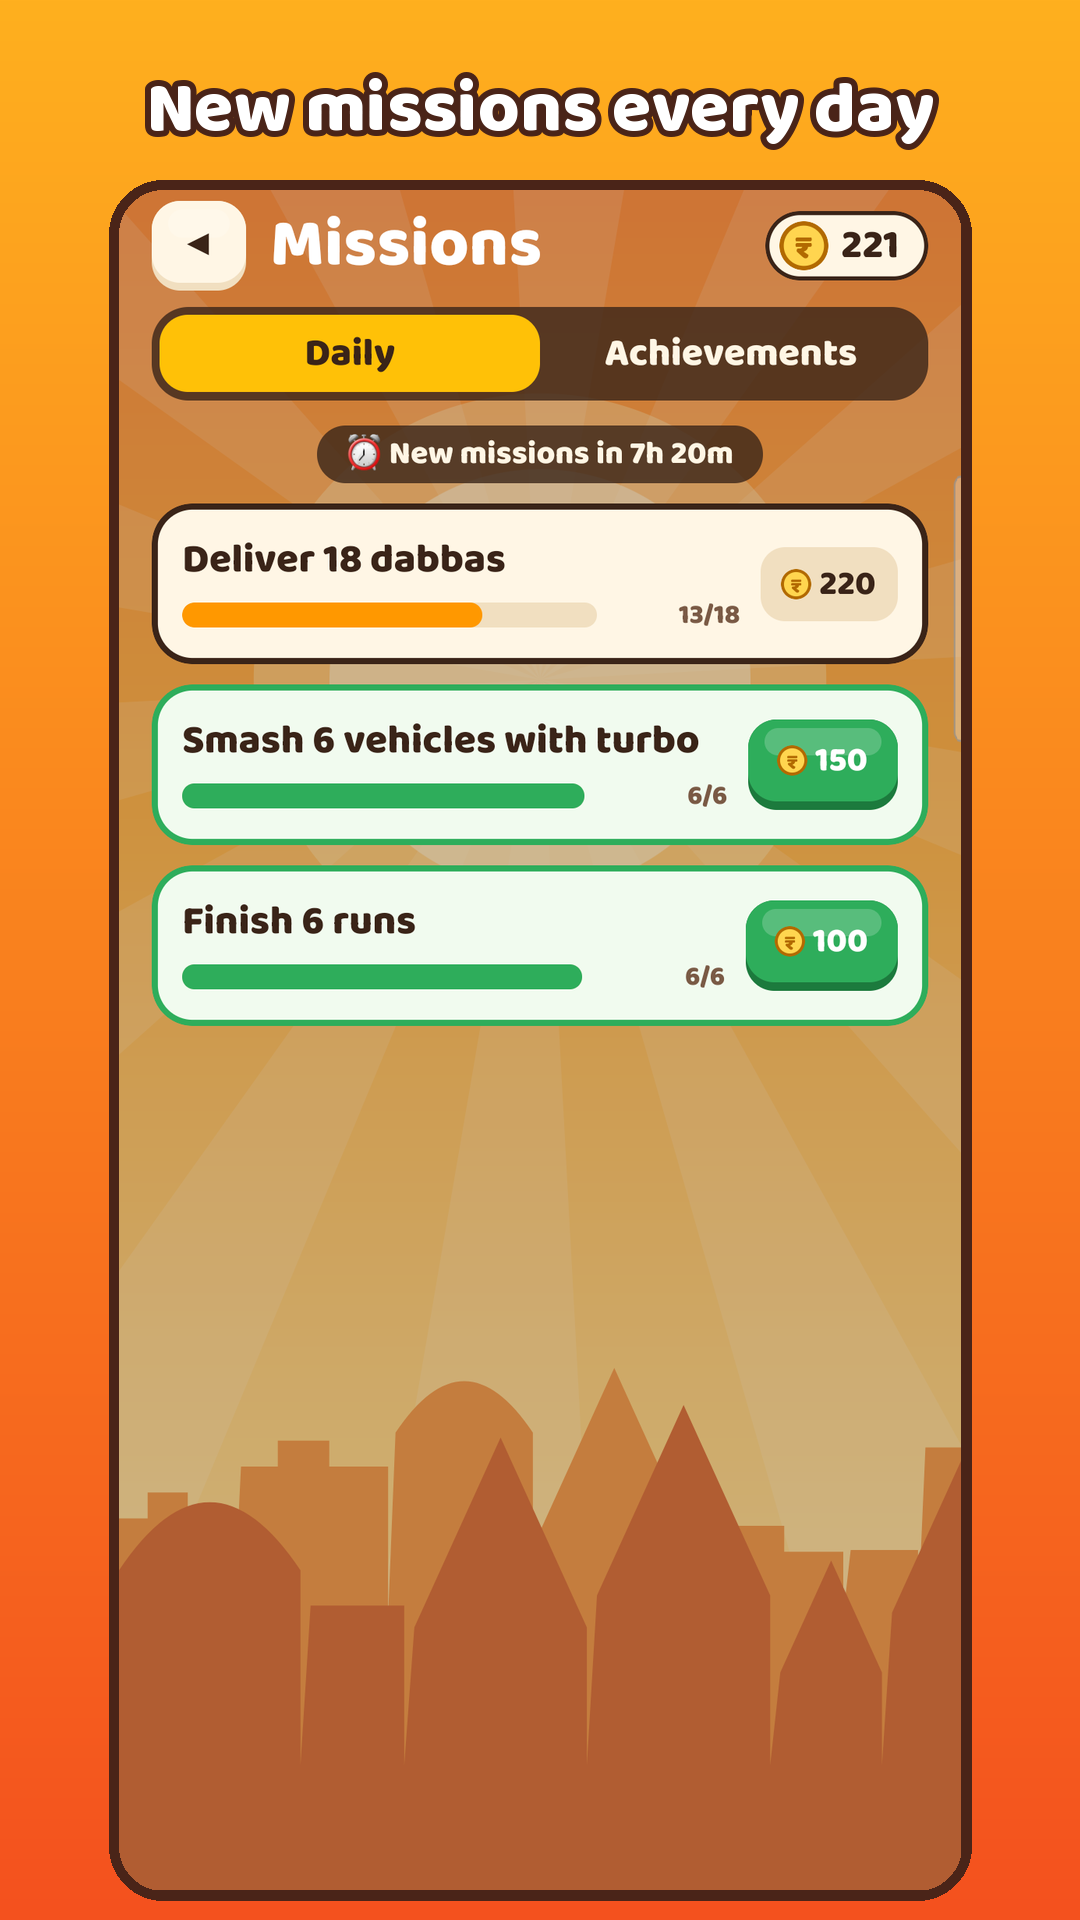 New missions every day
Missions
₹ 221
Daily
Achievements
New missions in 7h 20m
Deliver 18 dabbas
13/18
₹ 220
Smash 6 vehicles with turbo
6/6
₹ 150
Finish 6 runs
6/6
₹ 100